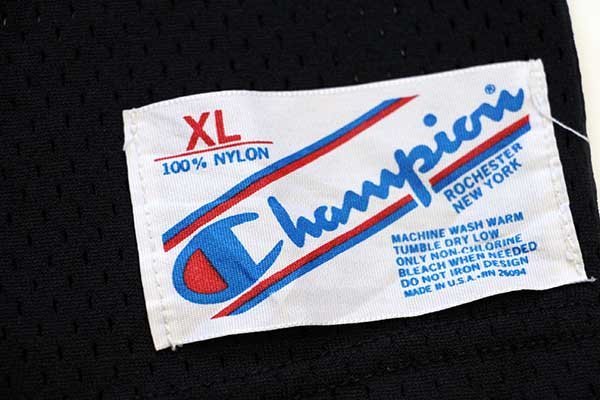 XL
100% NYLON
Champion®
ROCHESTER
NEW YORK
MACHINE WASH WARM
TUMBLE DRY LOW
ONLY NON-CHLORINE
BLEACH WHEN NEEDED
DO NOT IRON DESIGN
MADE IN U.S.A. • RN 26094